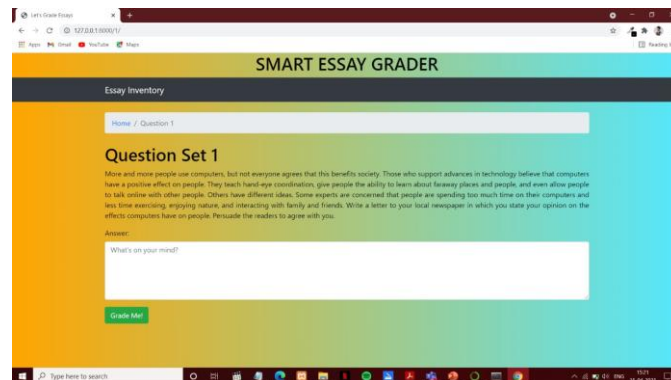 Let's Grade Essays
127.0.0.1:8000/1/
Apps Gmail YouTube Maps Reading
SMART ESSAY GRADER
Essay Inventory
Home / Question 1
Question Set 1
More and more people use computers, but not everyone agrees that this benefits society. Those who support advances in technology believe that computers
have a positive effect on people. They teach hand-eye coordination, give people the ability to learn about faraway places and people, and even allow people
to talk online with other people. Others have different ideas. Some experts are concerned that people are spending too much time on their computers and
less time exercising, enjoying nature, and interacting with family and friends. Write a letter to your local newspaper in which you state your opinion on the
effects computers have on people. Persuade the readers to agree with you.
Answer:
What's on your mind?
Grade Me!
Type here to search
ENG
15:21